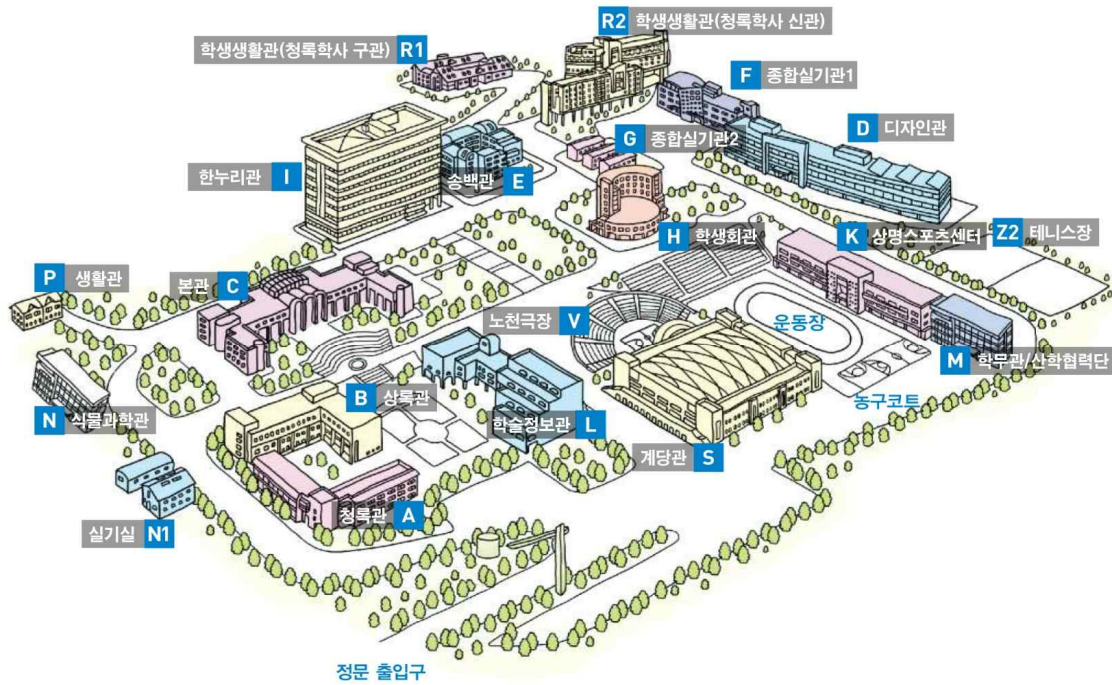 R2 학생생활관(청록학사 신관)
학생생활관(청록학사 구관) R1
F 종합실기관1
D 디자인관
G 종합실기관2
한누리관 I
송백관 E
H 학생회관
K 상명스포츠센터
Z2 테니스장
P 생활관
본관 C
노천극장 V
운동장
M 학무관/산학협력단
B 상록관
농구코트
N 식물과학관
학술정보관 L
계당관 S
청록관 A
실기실 N1
정문 출입구